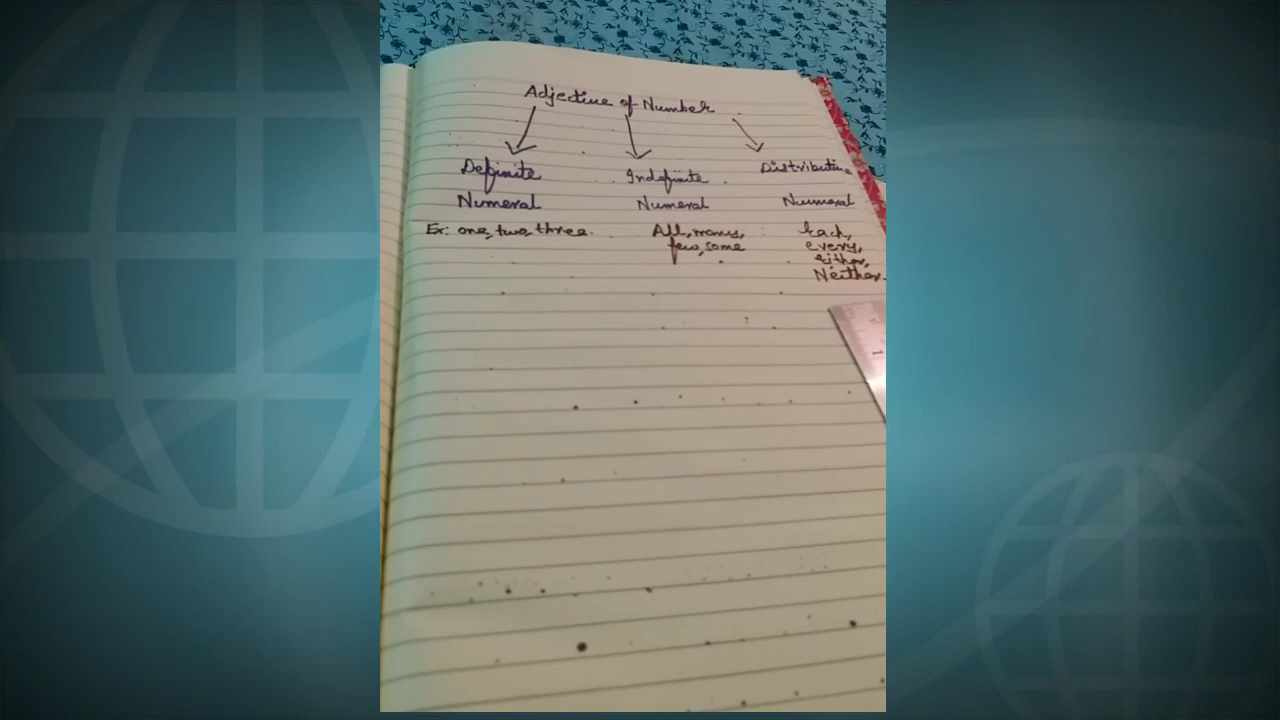 Adjective of Number
Definite Indefinite Distributive
Numeral Numeral Numeral
Ex: one, two, three. All, many, Each,
few, some every,
either,
Neither.
1